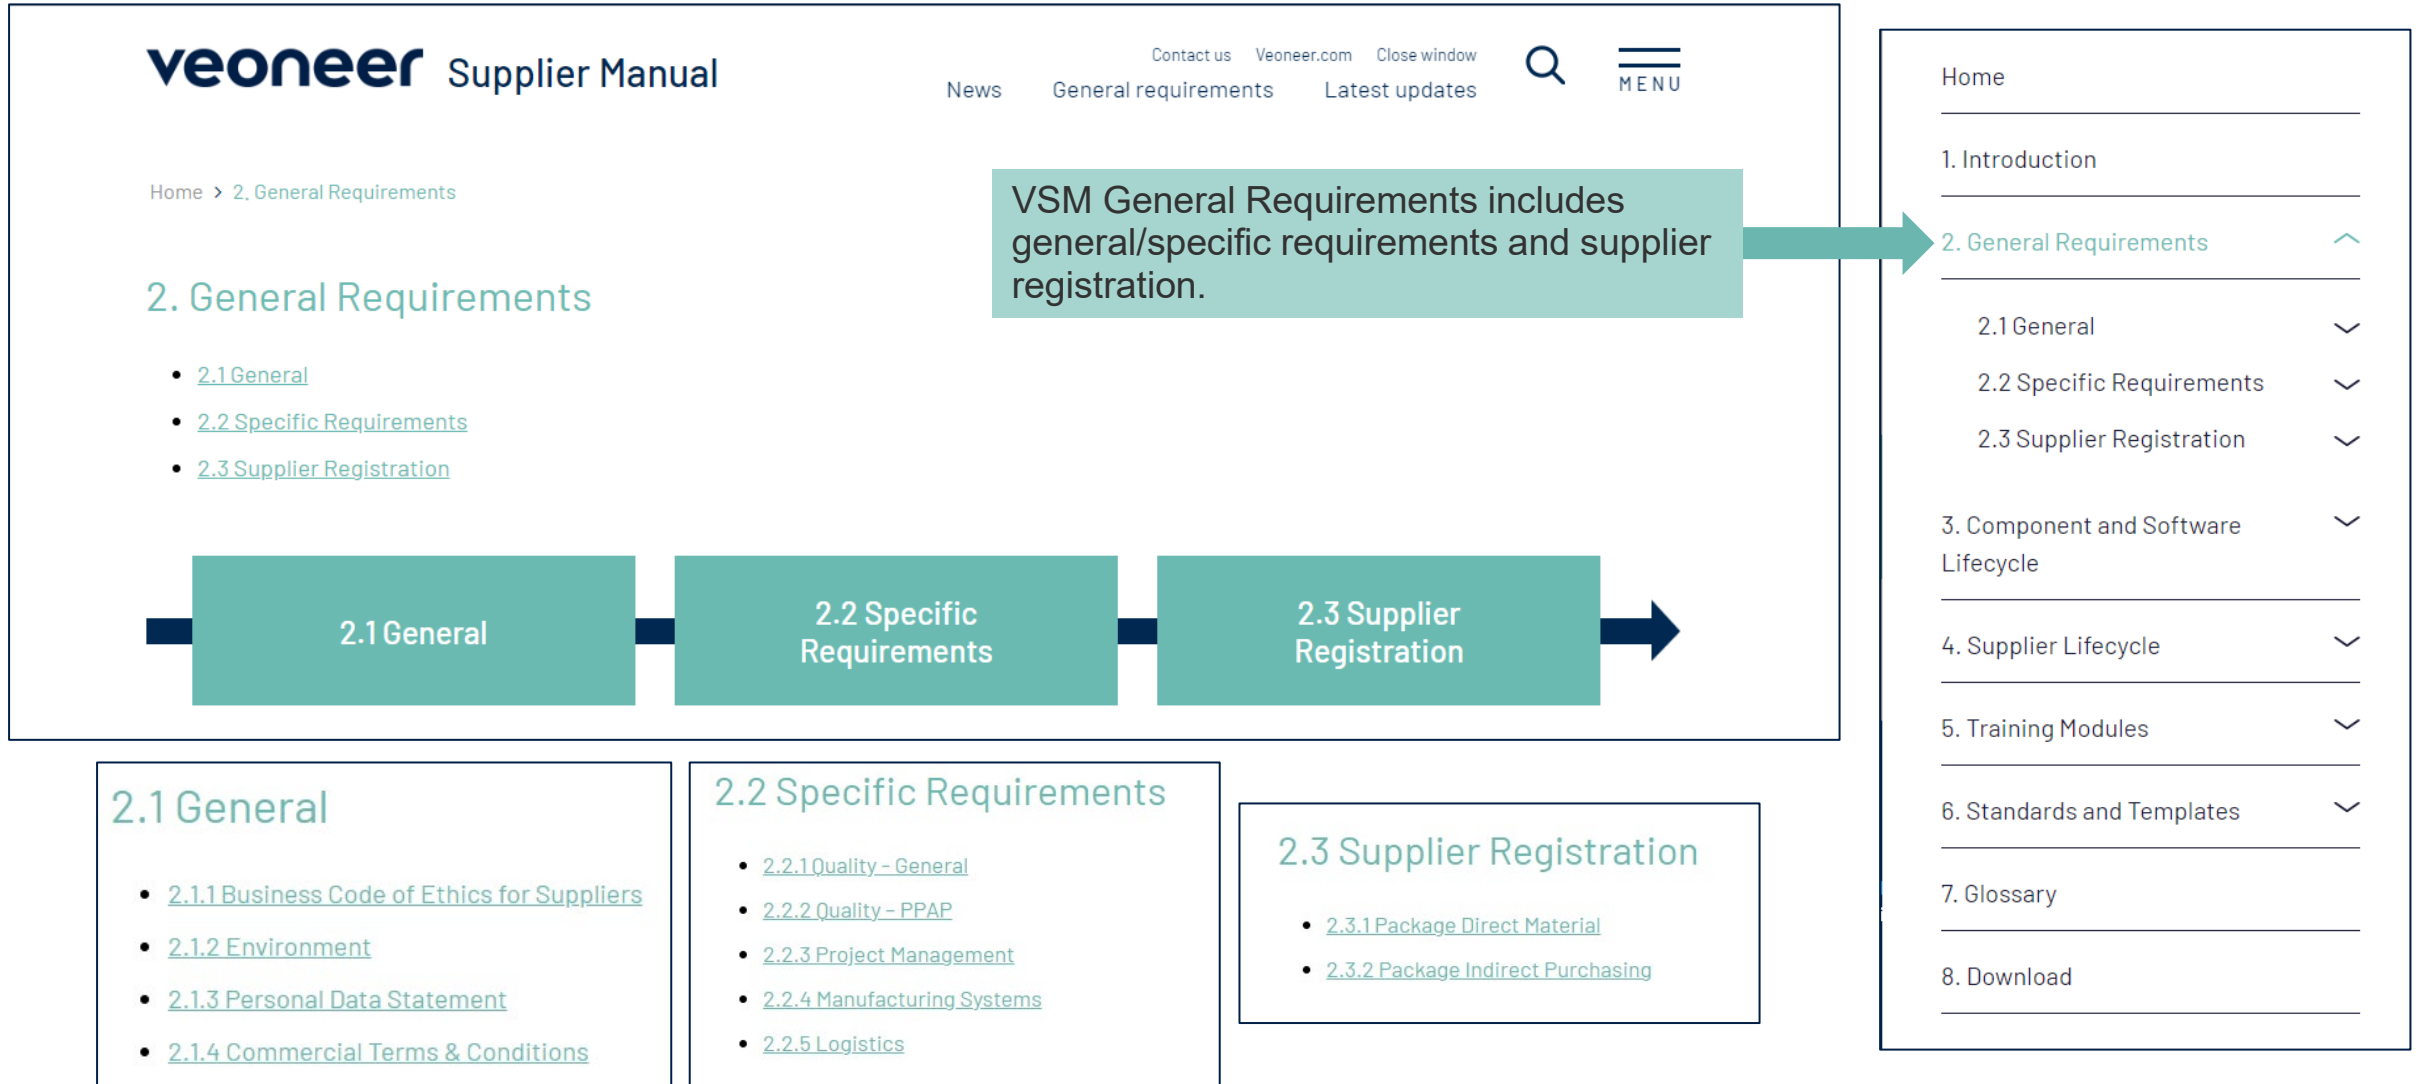 veoneer Supplier Manual
Contact us Veoneer.com Close window
News General requirements Latest updates
MENU
Home > 2. General Requirements
VSM General Requirements includes
general/specific requirements and supplier
registration.
2. General Requirements
• 2.1 General
• 2.2 Specific Requirements
• 2.3 Supplier Registration
2.1 General
2.2 Specific
Requirements
2.3 Supplier
Registration
2.1 General
• 2.1.1 Business Code of Ethics for Suppliers
• 2.1.2 Environment
• 2.1.3 Personal Data Statement
• 2.1.4 Commercial Terms & Conditions
2.2 Specific Requirements
• 2.2.1 Quality – General
• 2.2.2 Quality – PPAP
• 2.2.3 Project Management
• 2.2.4 Manufacturing Systems
• 2.2.5 Logistics
2.3 Supplier Registration
• 2.3.1 Package Direct Material
• 2.3.2 Package Indirect Purchasing
Home
1. Introduction
2. General Requirements
2.1 General
2.2 Specific Requirements
2.3 Supplier Registration
3. Component and Software
Lifecycle
4. Supplier Lifecycle
5. Training Modules
6. Standards and Templates
7. Glossary
8. Download